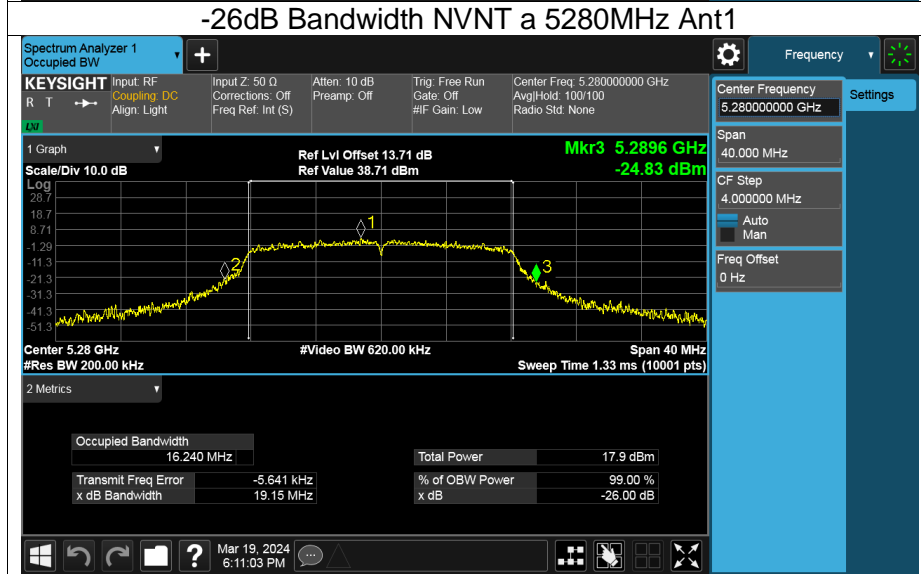 -26dB Bandwidth NVNT a 5280MHz Ant1
Spectrum Analyzer 1
Occupied BW
+
Frequency
KEYSIGHT
R T
LXI
Input: RF
Coupling: DC
Align: Light
Input Z: 50 Ω
Corrections: Off
Freq Ref: Int (S)
Atten: 10 dB
Preamp: Off
Trig: Free Run
Gate: Off
#IF Gain: Low
Center Freq: 5.280000000 GHz
Avg|Hold: 100/100
Radio Std: None
Center Frequency
5.280000000 GHz
Settings
Span
40.000 MHz
CF Step
4.000000 MHz
Auto
Man
Freq Offset
0 Hz
1 Graph
Scale/Div 10.0 dB
Ref Lvl Offset 13.71 dB
Ref Value 38.71 dBm
Mkr3 5.2896 GHz
-24.83 dBm
Log
28.7
18.7
8.71
-1.29
-11.3
-21.3
-31.3
-41.3
-51.3
1
2
3
Center 5.28 GHz
#Video BW 620.00 kHz
Span 40 MHz
#Res BW 200.00 kHz
Sweep Time 1.33 ms (10001 pts)
2 Metrics
Occupied Bandwidth
16.240 MHz
Total Power 17.9 dBm
Transmit Freq Error -5.641 kHz
% of OBW Power 99.00 %
x dB Bandwidth 19.15 MHz
x dB -26.00 dB
?
Mar 19, 2024
6:11:03 PM